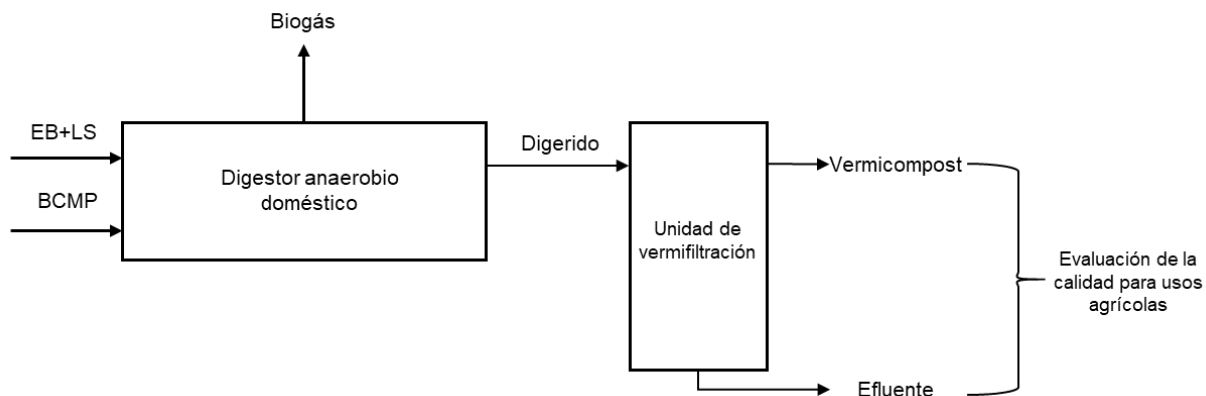 Biogás
EB+LS
BCMP
Digestor anaerobio
doméstico
Digerido
Unidad de
vermifiltración
Vermicompost
Efluente
Evaluación de la
calidad para usos
agrícolas